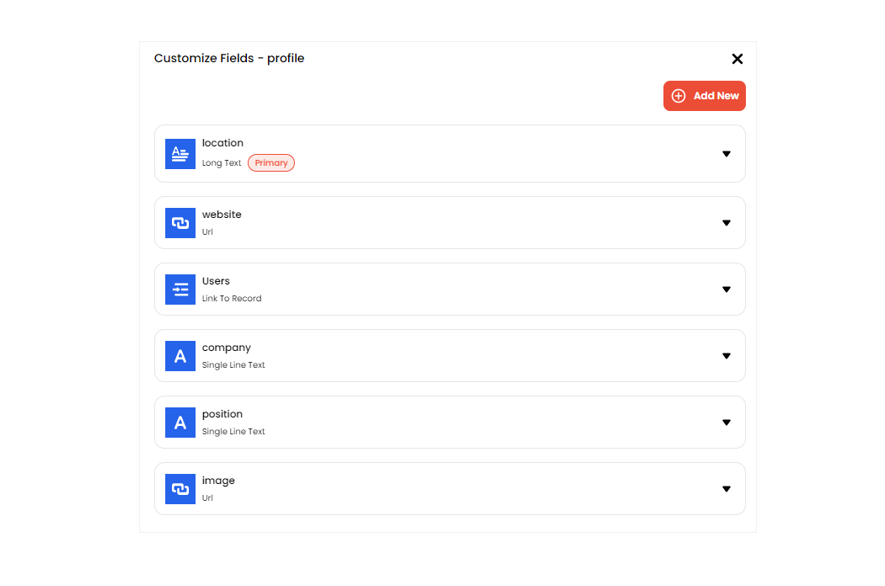 Customize Fields - profile
Add New
location
Long Text Primary
website
Url
Users
Link To Record
company
Single Line Text
position
Single Line Text
image
Url